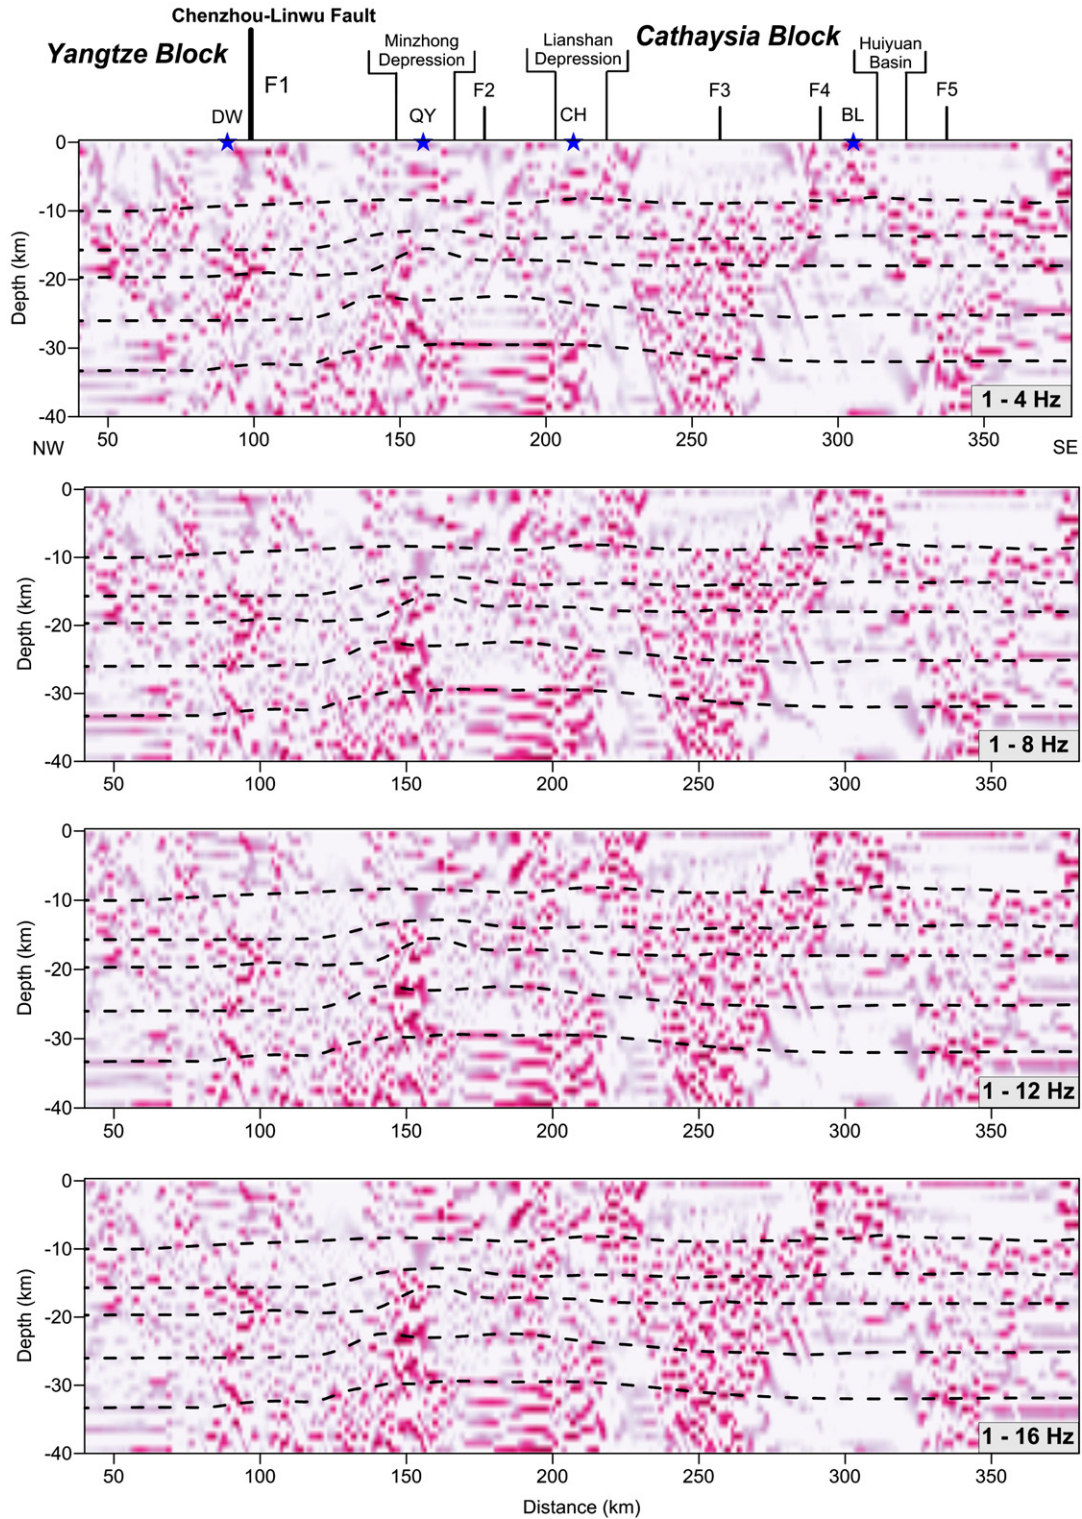 Chenzhou-Linwu Fault
Yangtze Block
Cathaysia Block
Minzhong
Depression
Lianshan
Depression
Huiyuan
Basin
F1
F2
F3
F4
F5
DW
QY
CH
BL
0
-10
-20
-30
-40
Depth (km)
1 - 4 Hz
50 100 150 200 250 300 350
NW
SE
0
-10
-20
-30
-40
Depth (km)
1 - 8 Hz
50 100 150 200 250 300 350
0
-10
-20
-30
-40
Depth (km)
1 - 12 Hz
50 100 150 200 250 300 350
0
-10
-20
-30
-40
Depth (km)
1 - 16 Hz
50 100 150 200 250 300 350
Distance (km)